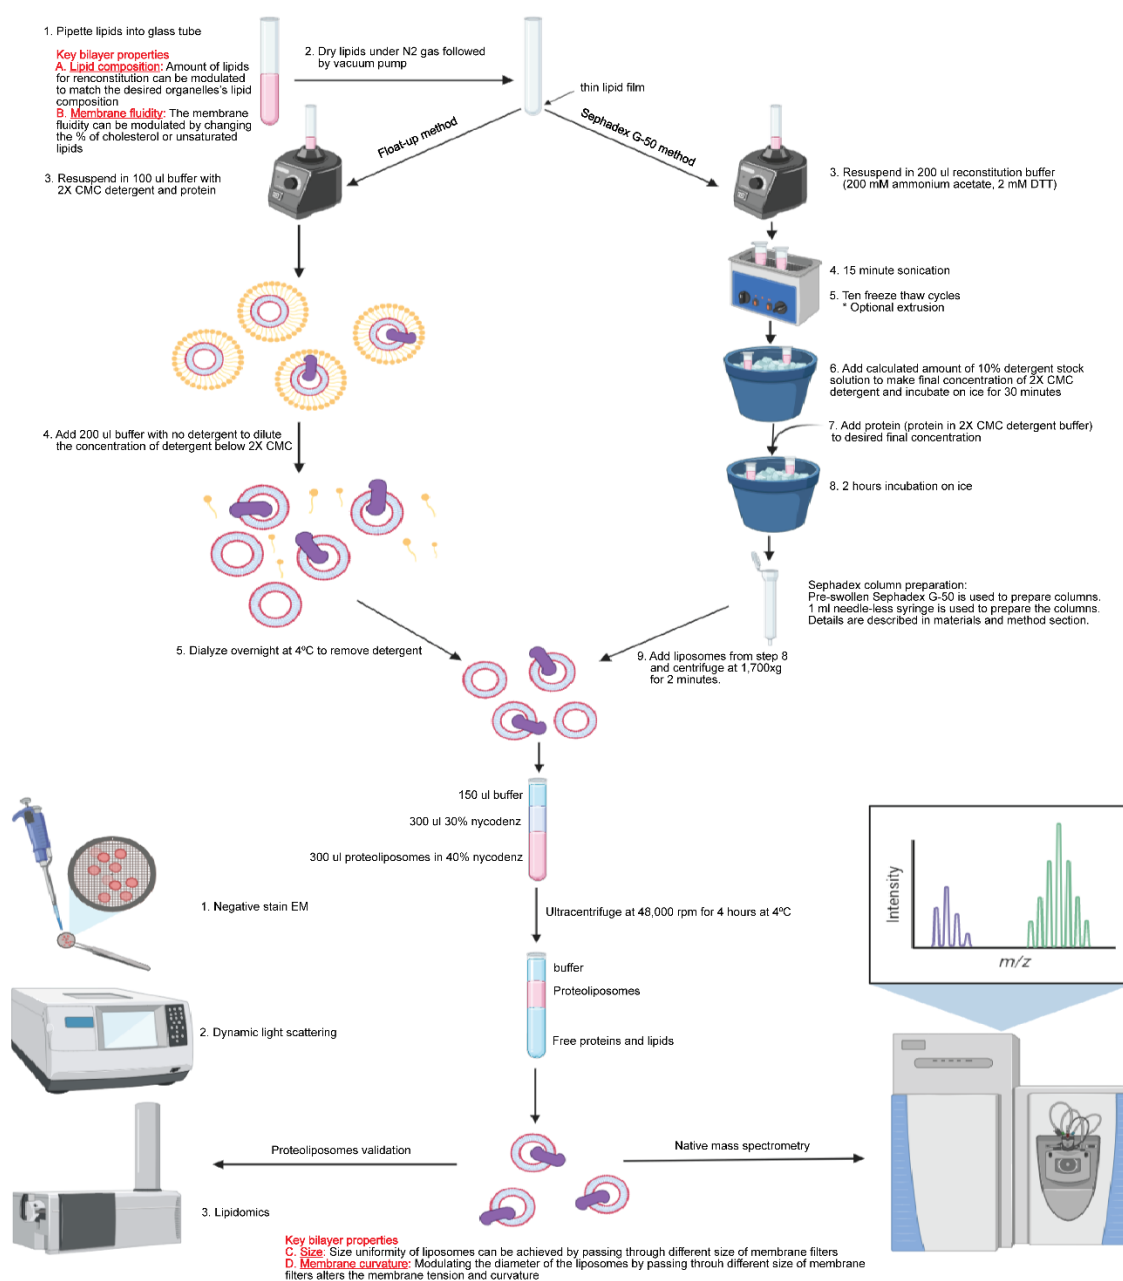 1. Pipette lipids into glass tube
Key bilayer properties
A. Lipid composition: Amount of lipids
for renconstitution can be modulated
to match the desired organelles's lipid
composition
B. Membrane fluidity: The membrane
fluidity can be modulated by changing
the % of cholesterol or unsaturated
lipids
2. Dry lipids under N2 gas followed
by vacuum pump
thin lipid film
Float-up method
Sephadex G-50 method
3. Resuspend in 100 ul buffer with
2X CMC detergent and protein
4. Add 200 ul buffer with no detergent to dilute
the concentration of detergent below 2X CMC
5. Dialyze overnight at 4ºC to remove detergent
3. Resuspend in 200 ul reconstitution buffer
(200 mM ammonium acetate, 2 mM DTT)
4. 15 minute sonication
5. Ten freeze thaw cycles
* Optional extrusion
6. Add calculated amount of 10% detergent stock
solution to make final concentration of 2X CMC
detergent and incubate on ice for 30 minutes
7. Add protein (protein in 2X CMC detergent buffer)
to desired final concentration
8. 2 hours incubation on ice
Sephadex column preparation:
Pre-swollen Sephadex G-50 is used to prepare columns.
1 ml needle-less syringe is used to prepare the columns.
Details are described in materials and method section.
9. Add liposomes from step 8
and centrifuge at 1,700xg
for 2 minutes.
150 ul buffer
300 ul 30% nycodenz
300 ul proteoliposomes in 40% nycodenz
Ultracentrifuge at 48,000 rpm for 4 hours at 4ºC
buffer
Proteoliposomes
Free proteins and lipids
Proteoliposomes validation
Native mass spectrometry
1. Negative stain EM
2. Dynamic light scattering
3. Lipidomics
Intensity
m/z
Key bilayer properties
C. Size: Size uniformity of liposomes can be achieved by passing through different size of membrane filters
D. Membrane curvature: Modulating the diameter of the liposomes by passing throuh different size of membrane
filters alters the membrane tension and curvature